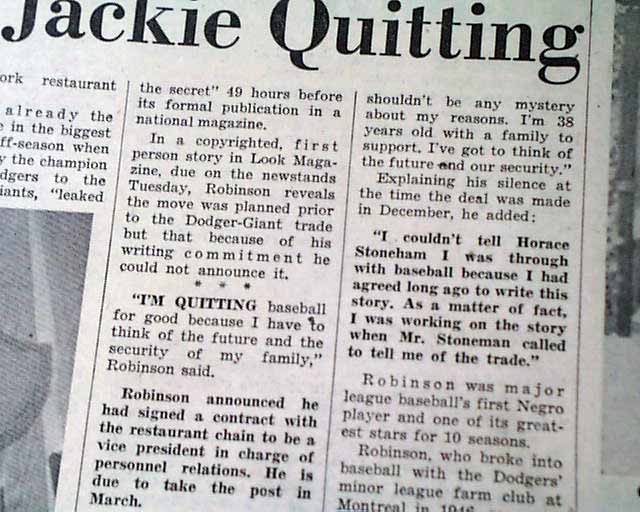 Jackie Quitting
ork restaurant
already the
e in the biggest
ff-season when
y the champion
dgers to the
iants, "leaked
the secret" 49 hours before
its formal publication in a
national magazine.
In a copyrighted, first
person story in Look Maga-
zine, due on the newstands
Tuesday, Robinson reveals
the move was planned prior
to the Dodger-Giant trade
but that because of his
writing commitment he
could not announce it.
* * *
"I'M QUITTING baseball
for good because I have to
think of the future and the
security of my family,"
Robinson said.
Robinson announced he
had signed a contract with
the restaurant chain to be a
vice president in charge of
personnel relations. He is
due to take the post in
March.
shouldn't be any mystery
about my reasons. I'm 38
years old with a family to
support. I've got to think of
the future and our security."
Explaining his silence at
the time the deal was made
in December, he added:
"I couldn't tell Horace
Stoneham I was through
with baseball because I had
agreed long ago to write this
story. As a matter of fact,
I was working on the story
when Mr. Stoneman called
to tell me of the trade."
Robinson was major
league baseball's first Negro
player and one of its great-
est stars for 10 seasons.
Robinson, who broke into
baseball with the Dodgers'
minor league farm club at
Montreal in 1946